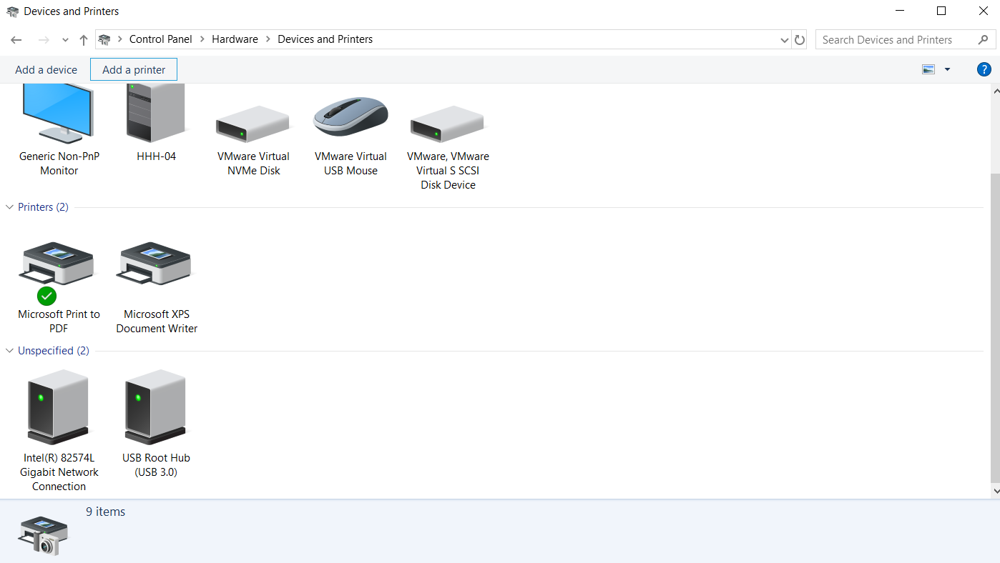 Devices and Printers
Control Panel > Hardware > Devices and Printers
Search Devices and Printers
Add a device
Add a printer
?
Generic Non-PnP
Monitor
HHH-04
VMware Virtual
NVMe Disk
VMware Virtual
USB Mouse
VMware, VMware
Virtual S SCSI
Disk Device
Printers (2)
Microsoft Print to
PDF
Microsoft XPS
Document Writer
Unspecified (2)
Intel(R) 82574L
Gigabit Network
Connection
USB Root Hub
(USB 3.0)
9 items